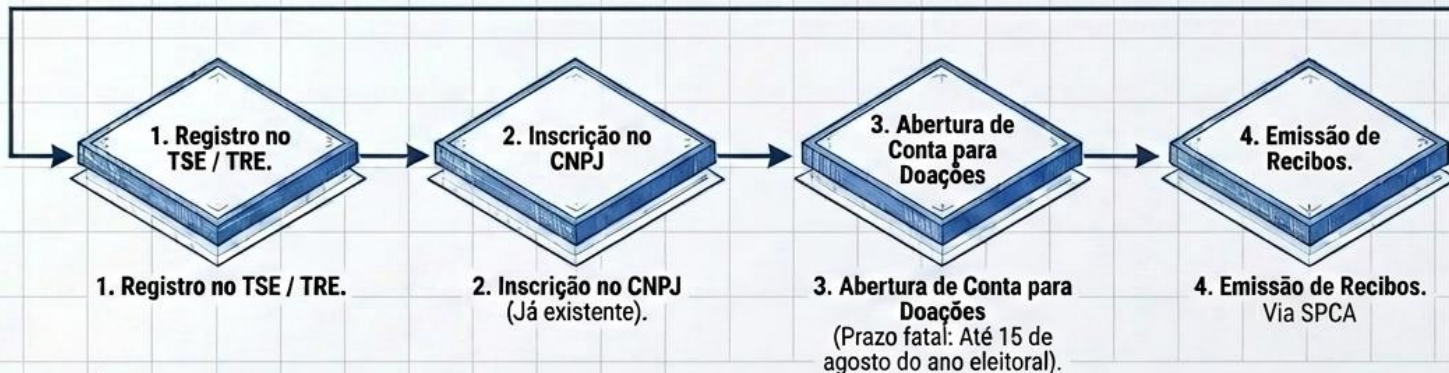 1. Registro no
TSE / TRE.
2. Inscrição no
CNPJ
3. Abertura de
Conta para
Doações
4. Emissão de
Recibos.
1. Registro no TSE / TRE.
2. Inscrição no CNPJ
(Já existente).
3. Abertura de Conta para
Doações
(Prazo fatal: Até 15 de
agosto do ano eleitoral).
4. Emissão de Recibos.
Via SPCA